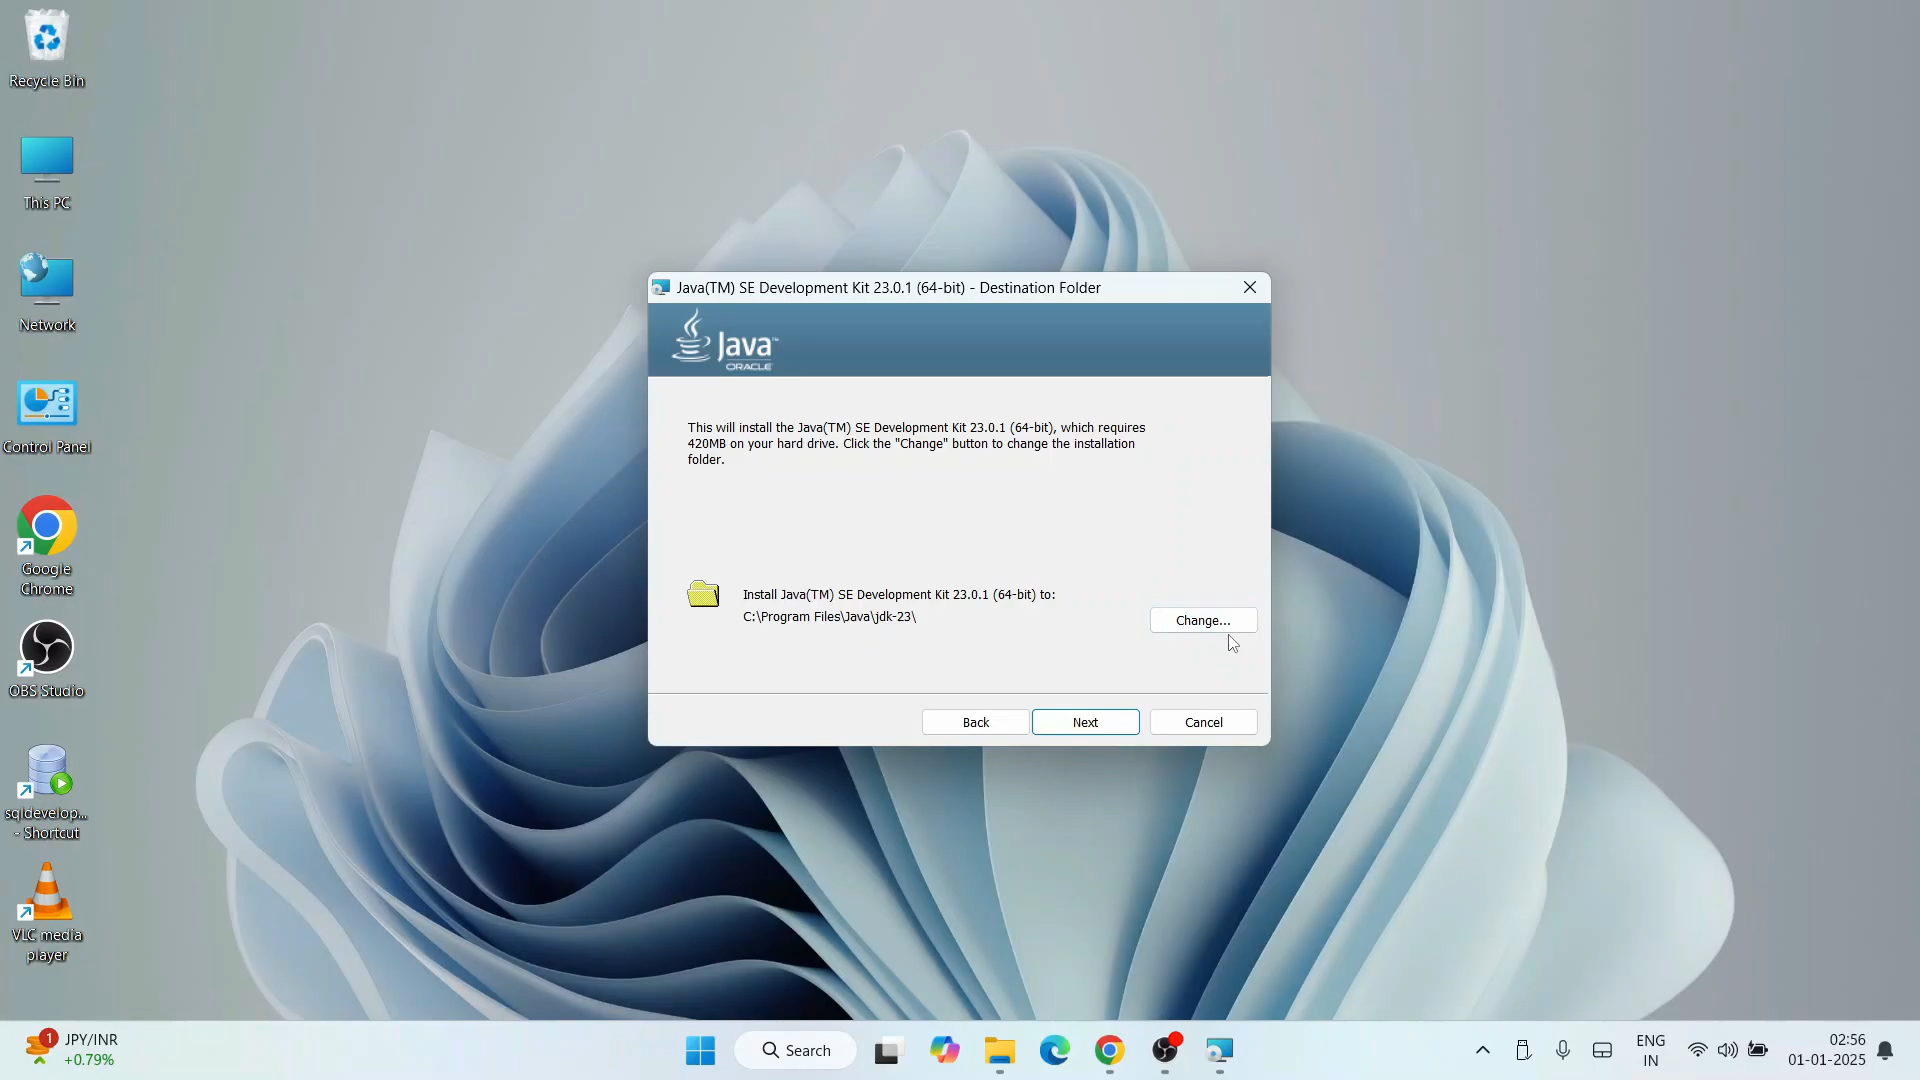 Recycle Bin
This PC
Network
Control Panel
Google
Chrome
OBS Studio
sqldevelop...
- Shortcut
VLC media
player
Java(TM) SE Development Kit 23.0.1 (64-bit) - Destination Folder
Java™
ORACLE
This will install the Java(TM) SE Development Kit 23.0.1 (64-bit), which requires
420MB on your hard drive. Click the "Change" button to change the installation
folder.
Install Java(TM) SE Development Kit 23.0.1 (64-bit) to:
C:\Program Files\Java\jdk-23\
Change...
Back
Next
Cancel
1
JPY/INR
+0.79%
Search
ENG
IN
02:56
01-01-2025